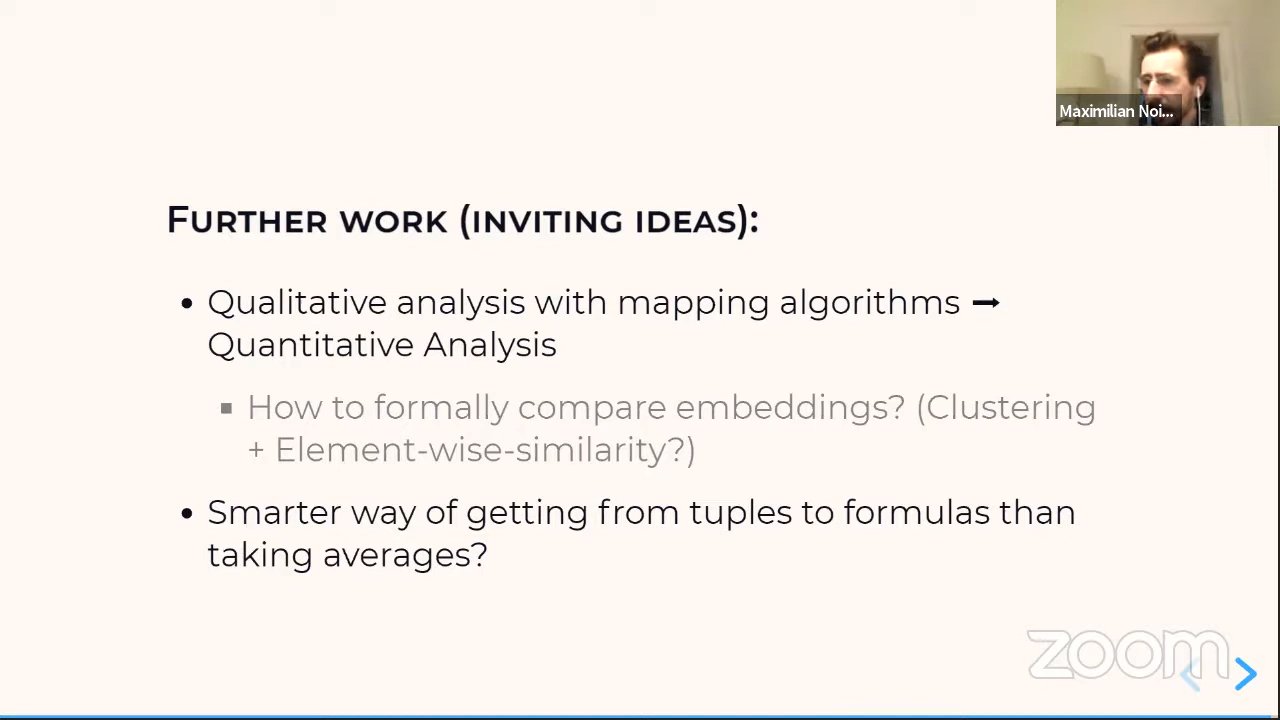 Maximilian Noi...
FURTHER WORK (INVITING IDEAS):
• Qualitative analysis with mapping algorithms ➞
Quantitative Analysis
▪ How to formally compare embeddings? (Clustering
+ Element-wise-similarity?)
• Smarter way of getting from tuples to formulas than
taking averages?
zoom